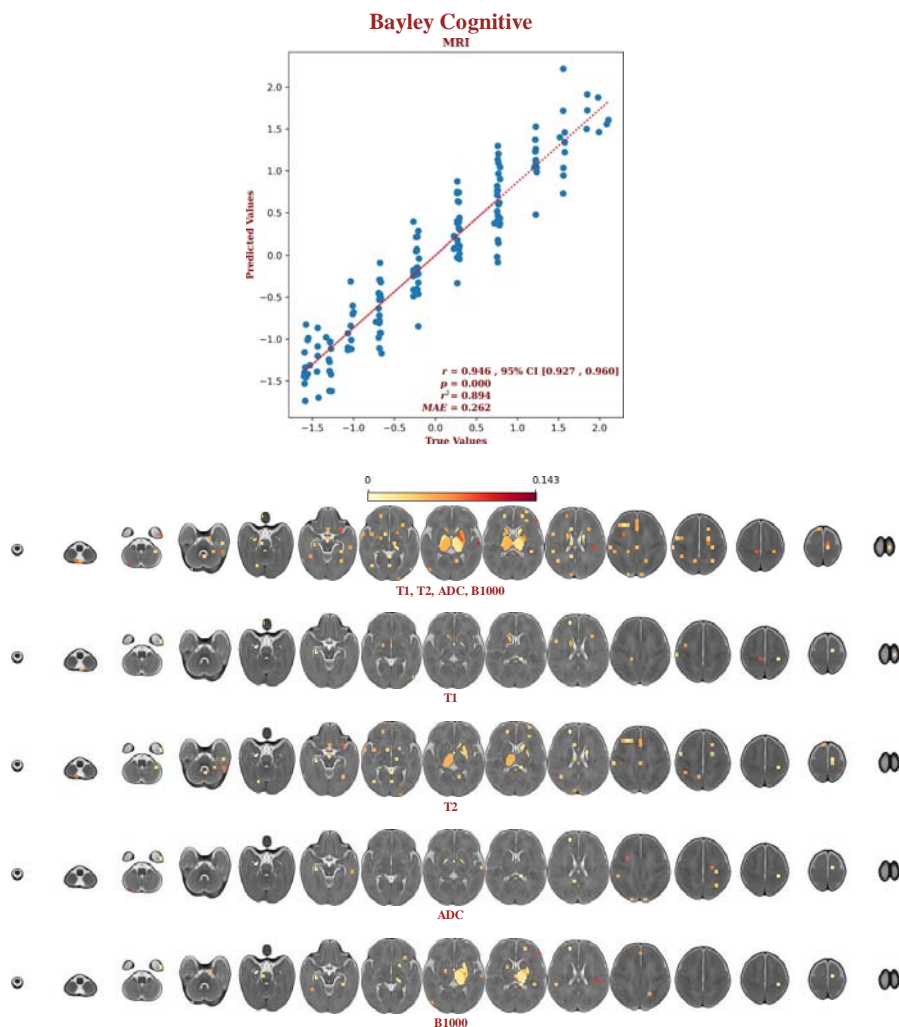 Bayley Cognitive
MRI
2.0
1.5
1.0
0.5
0.0
−0.5
−1.0
−1.5
Predicted Values
r = 0.946 , 95% CI [0.927 , 0.960]
p = 0.000
r² = 0.894
MAE = 0.262
−1.5 −1.0 −0.5 0.0 0.5 1.0 1.5 2.0
True Values
0 0.143
T1, T2, ADC, B1000
T1
T2
ADC
B1000